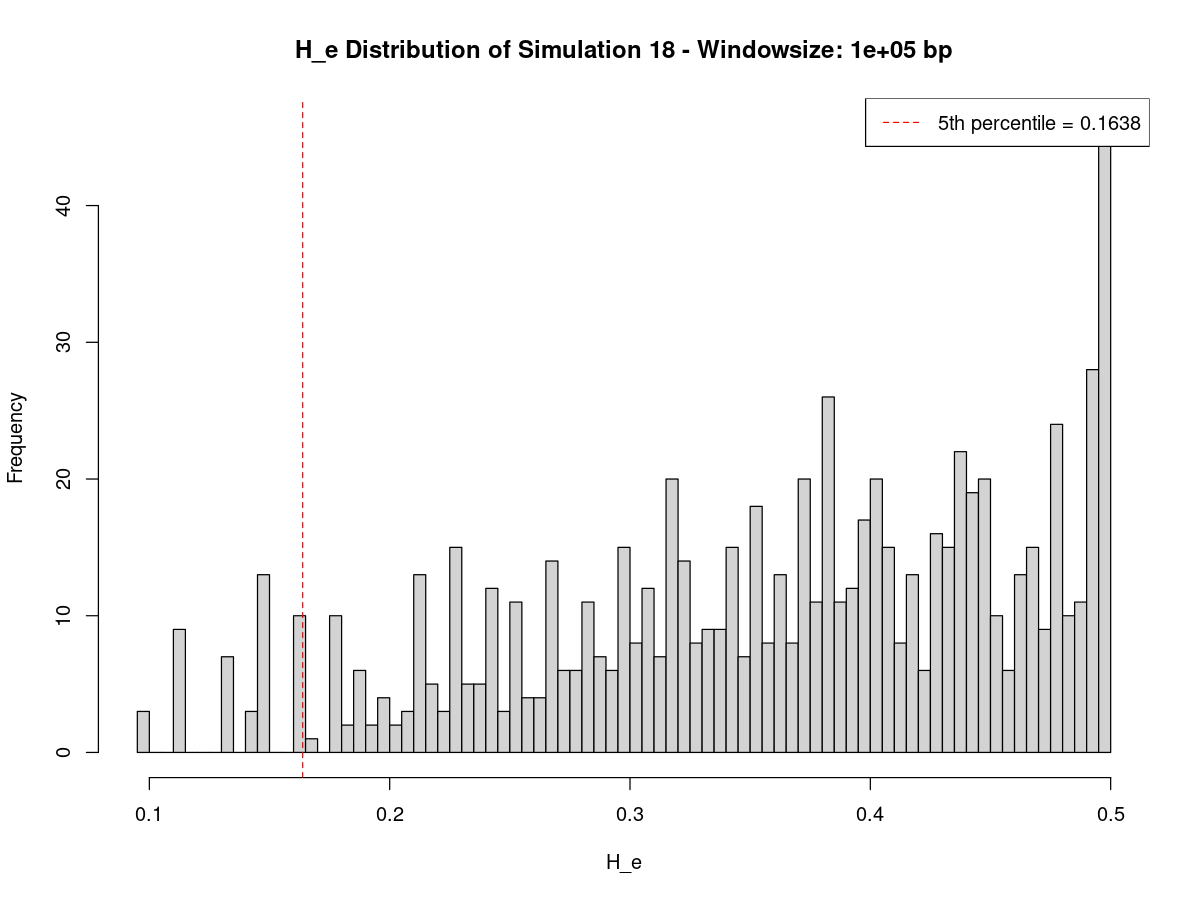 H_e Distribution of Simulation 18 - Windowsize: 1e+05 bp
5th percentile = 0.1638
Frequency
40
30
20
10
0
0.1 0.2 0.3 0.4 0.5
H_e